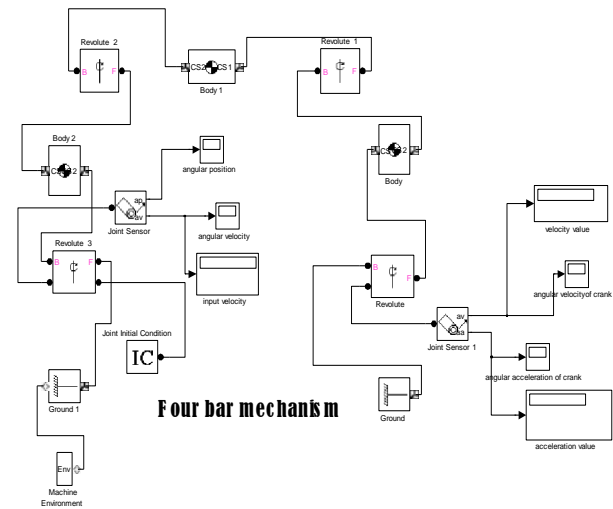 Revolute 2
B
F
CS2
CS1
Body 1
Revolute 1
B
F
Body 2
CS
2
angular position
Joint Sensor
ap
av
angular velocity
input velocity
Revolute 3
B
F
Joint Initial Condition
IC
Ground 1
Env
Machine
Environment
Four bar mechanism
CS
2
Body
Revolute
B
F
Joint Sensor 1
av
aa
Ground
velocity value
angular velocity of crank
angular acceleration of crank
acceleration value